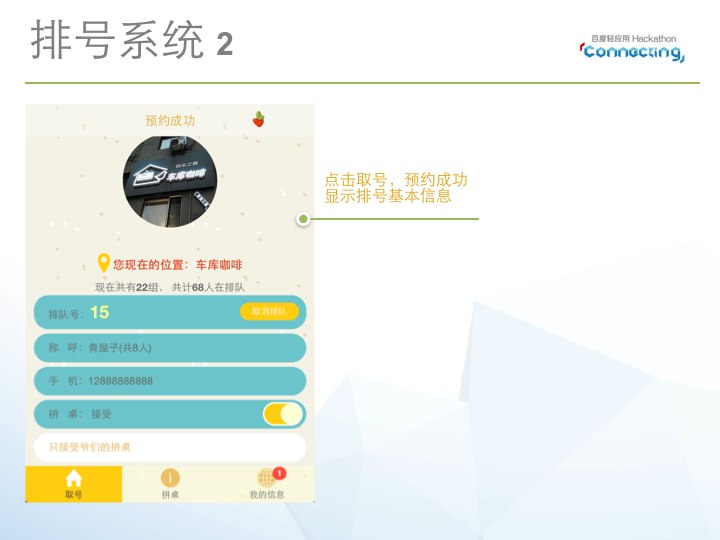 排号系统 2
百度轻应用 Hackathon
Connecting
预约成功
创业之路
车库咖啡
点击取号，预约成功
显示排号基本信息
您现在的位置：车库咖啡
现在共有22组， 共计68人在排队
排队号：15
取消排队
称 呼：青屋子(共8人)
手 机：12888888888
拼 桌： 接受
只接受爷们的拼桌
取号
i
拼桌
1
我的信息